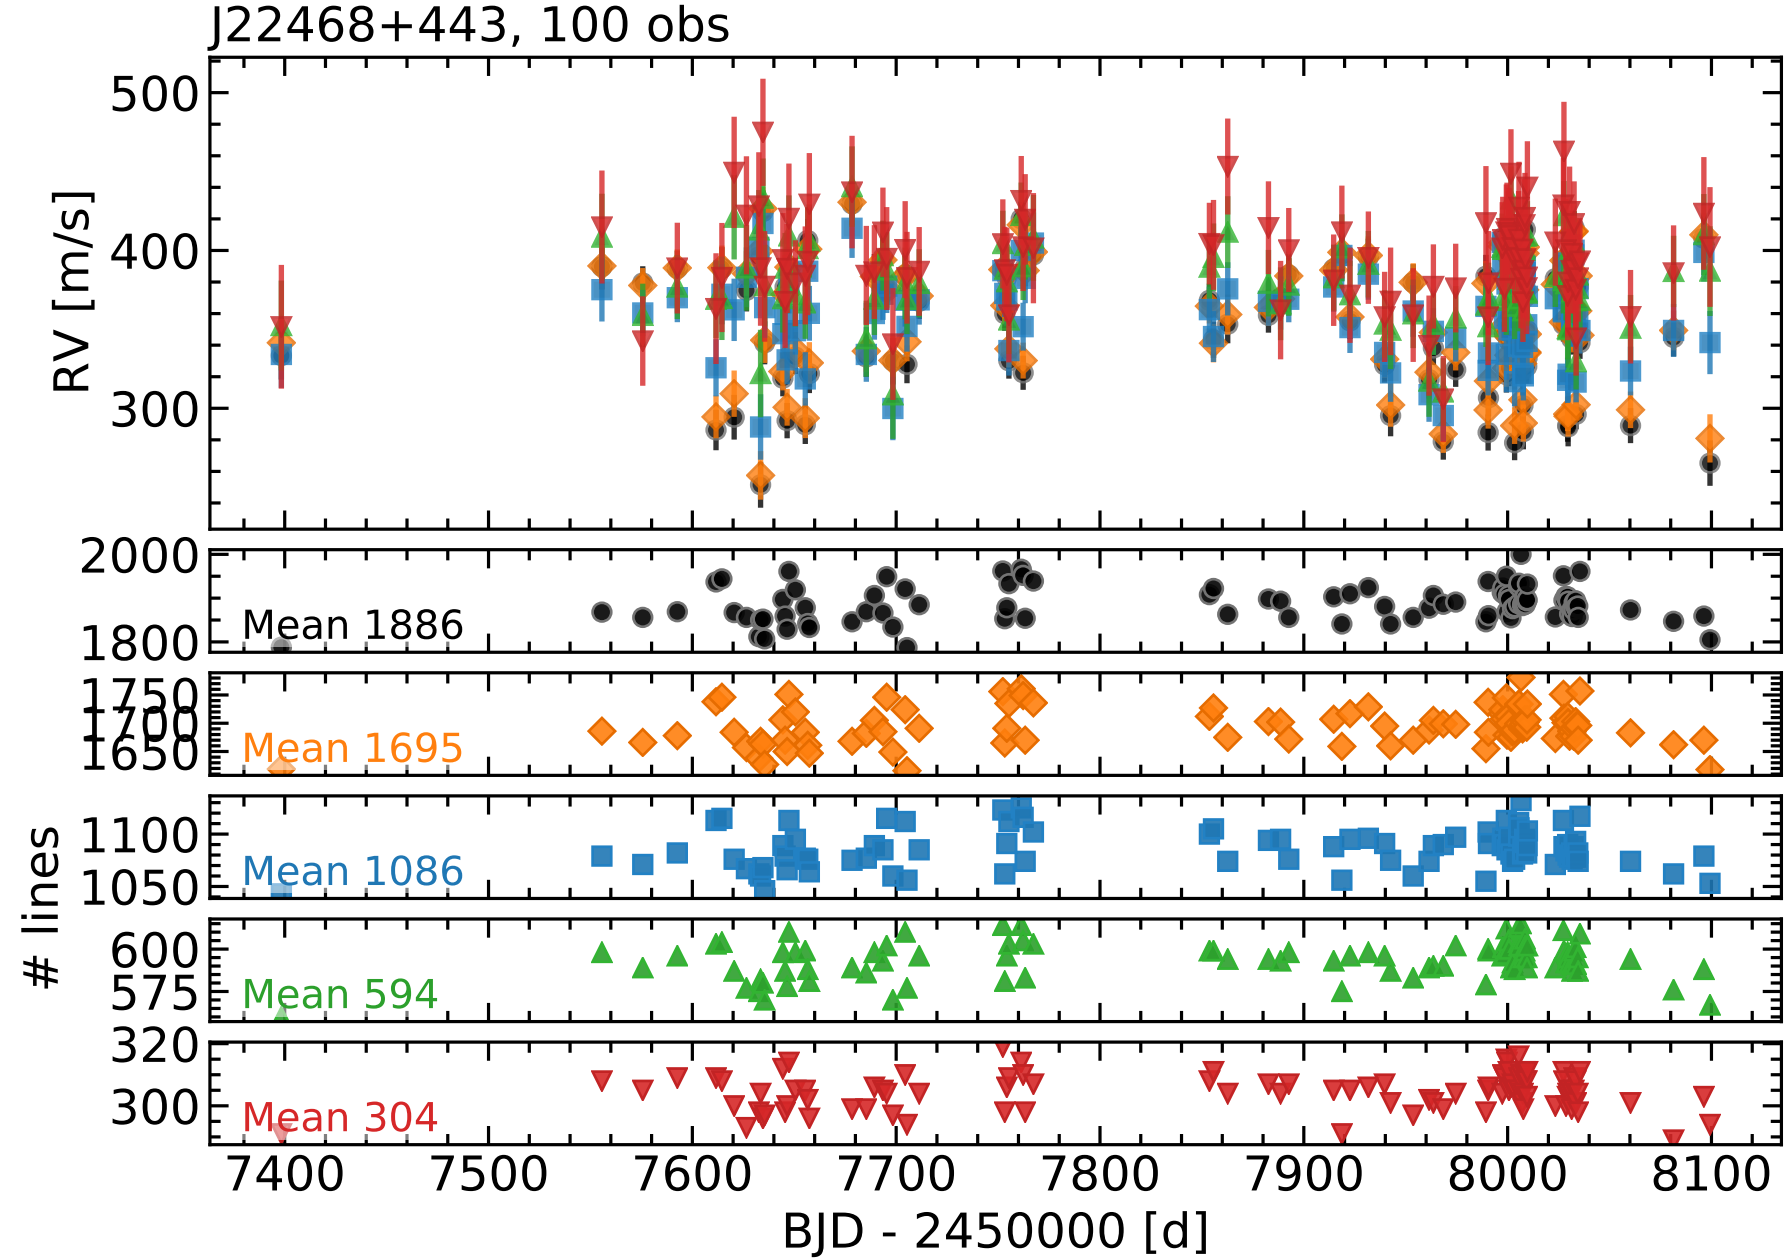 J22468+443, 100 obs
500
400
300
RV [m/s]
2000
1800
Mean 1886
1750
1700
1650
Mean 1695
1100
1050
Mean 1086
600
575
Mean 594
320
300
Mean 304
# lines
7400 7500 7600 7700 7800 7900 8000 8100
BJD - 2450000 [d]